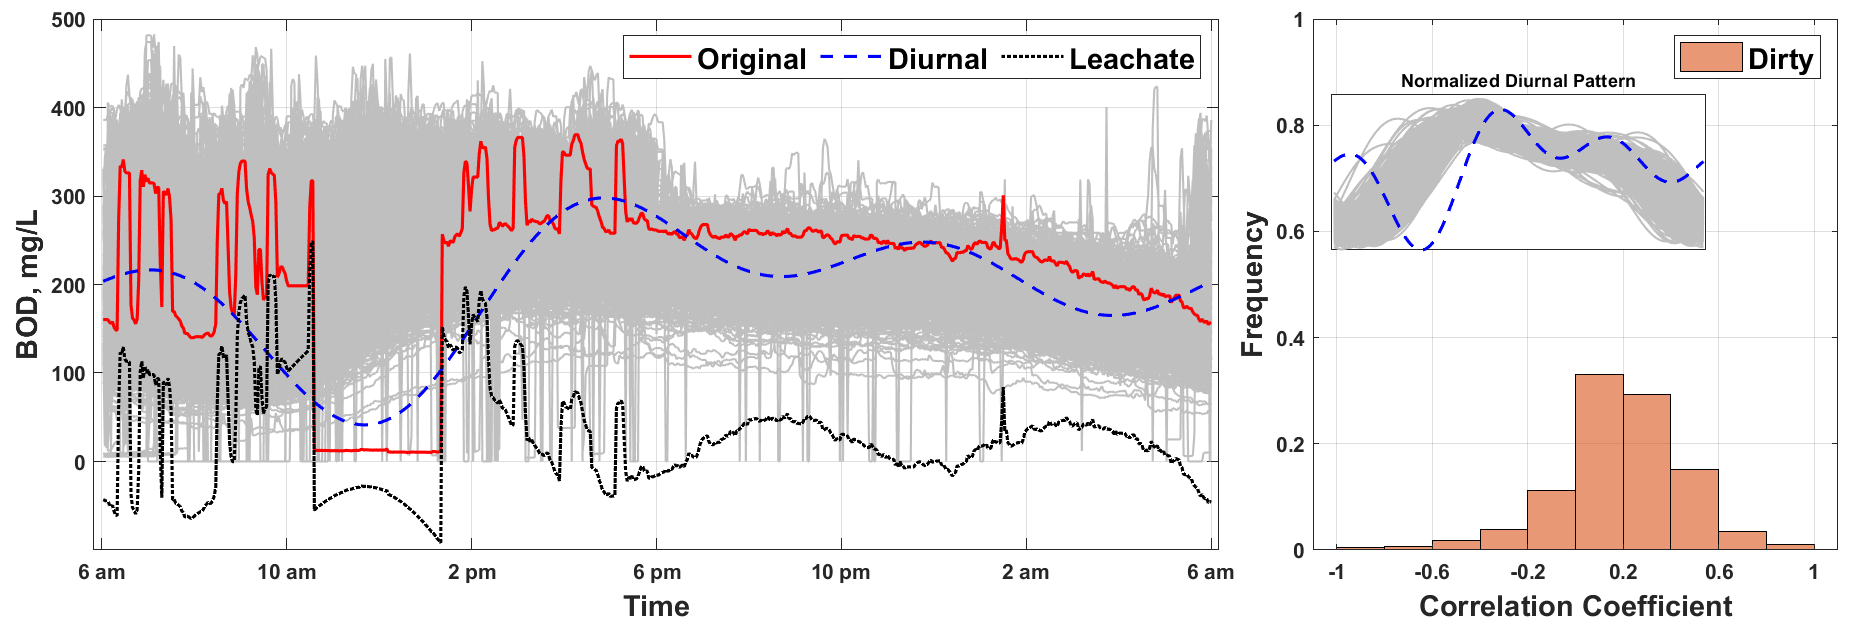 500
400
300
200
100
0
BOD, mg/L
Original
Diurnal
Leachate
6 am
10 am
2 pm
6 pm
10 pm
2 am
6 am
Time
1
0.8
0.6
0.4
0.2
0
Frequency
Dirty
Normalized Diurnal Pattern
-1
-0.6
-0.2
0.2
0.6
1
Correlation Coefficient